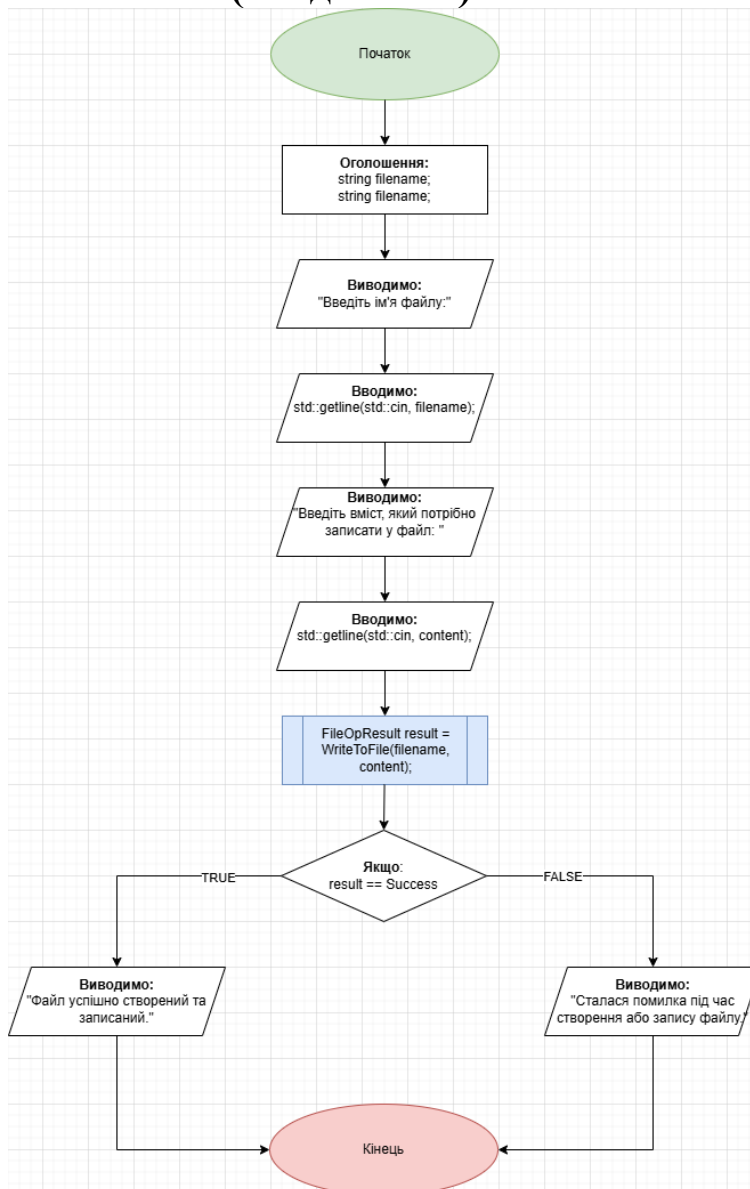 Початок
Оголошення:
string filename;
string filename;
Виводимо:
"Введіть ім'я файлу:"
Вводимо:
std::getline(std::cin, filename);
Виводимо:
"Введіть вміст, який потрібно
записати у файл: "
Вводимо:
std::getline(std::cin, content);
FileOpResult result =
WriteToFile(filename,
content);
Якщо:
result == Success
TRUE
FALSE
Виводимо:
"Файл успішно створений та
записаний."
Виводимо:
"Сталася помилка під час
створення або запису файлу."
Кінець